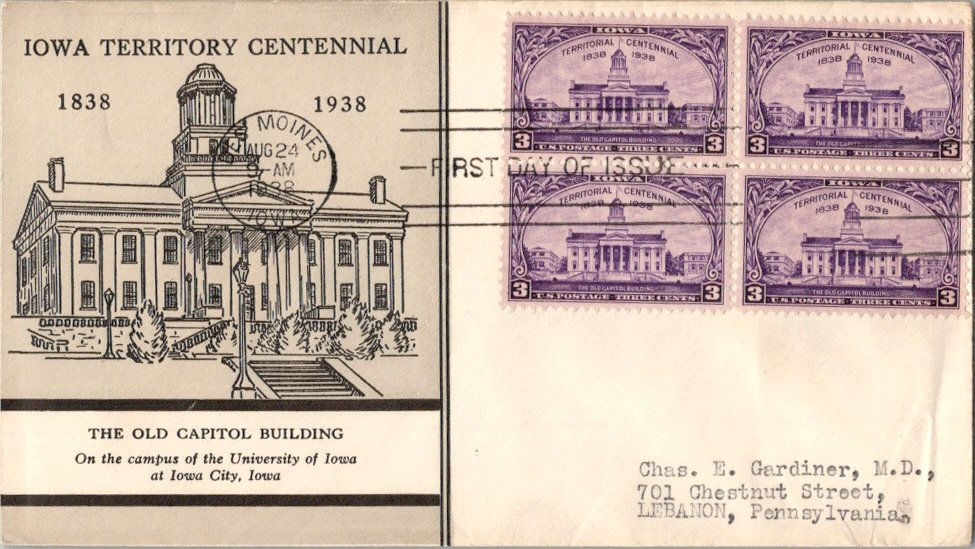 IOWA TERRITORY CENTENNIAL
1838 1938
THE OLD CAPITOL BUILDING
On the campus of the University of Iowa
at Iowa City, Iowa
MOINES
AUG 24
AM
38
IOWA
FIRST DAY OF ISSUE
IOWA
TERRITORIAL CENTENNIAL
1838 1938
THE OLD CAPITOL BUILDING
3 3
U.S. POSTAGE · THREE CENTS
IOWA
TERRITORIAL CENTENNIAL
1838 1938
THE OLD CAPITOL
3 3
U.S. POSTAGE · THREE CENTS
IOWA
TERRITORIAL CENTENNIAL
1838 1938
THE OLD CAPITOL BUILDING
3 3
U.S. POSTAGE · THREE CENTS
IOWA
TERRITORIAL CENTENNIAL
1838 1938
THE OLD CAPITOL BUILDING
3 3
U.S. POSTAGE · THREE CENTS
Chas. E. Gardiner, M.D.,
701 Chestnut Street,
LEBANON, Pennsylvania,